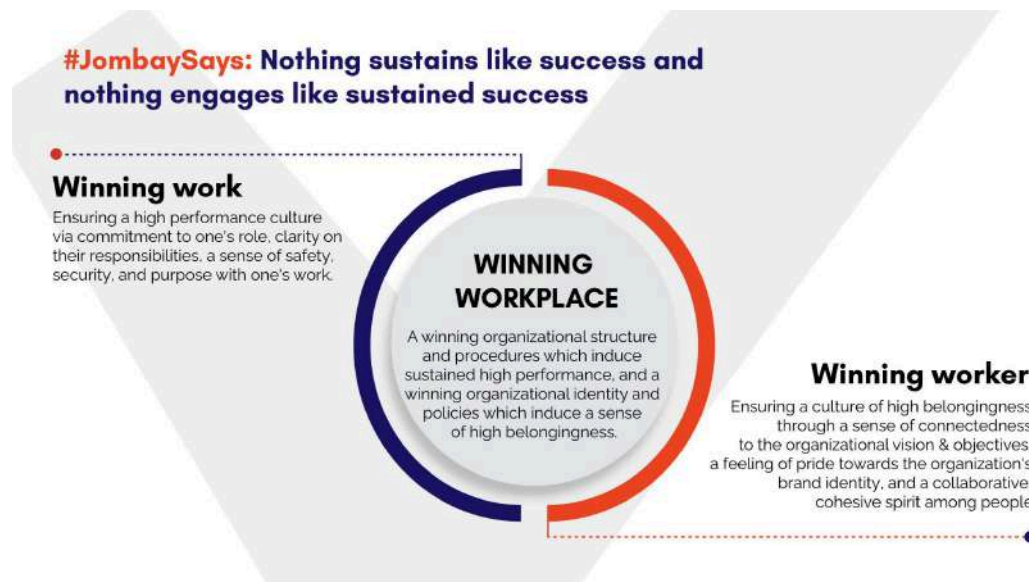 #JombaySays: Nothing sustains like success and
nothing engages like sustained success
Winning work
Ensuring a high performance culture
via commitment to one's role, clarity on
their responsibilities, a sense of safety,
security, and purpose with one's work.
WINNING
WORKPLACE
A winning organizational structure
and procedures which induce
sustained high performance, and a
winning organizational identity and
policies which induce a sense
of high belongingness.
Winning worker
Ensuring a culture of high belongingness
through a sense of connectedness
to the organizational vision & objectives
a feeling of pride towards the organization's
brand identity, and a collaborative
cohesive spirit among people